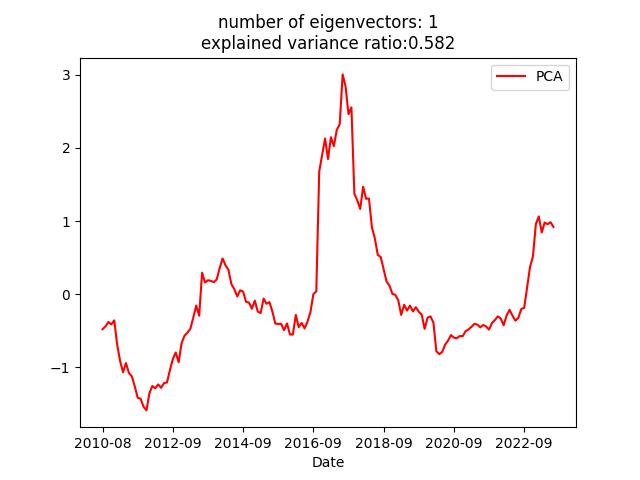 number of eigenvectors: 1
explained variance ratio:0.582
PCA
3
2
1
0
−1
2010-08 2012-09 2014-09 2016-09 2018-09 2020-09 2022-09
Date